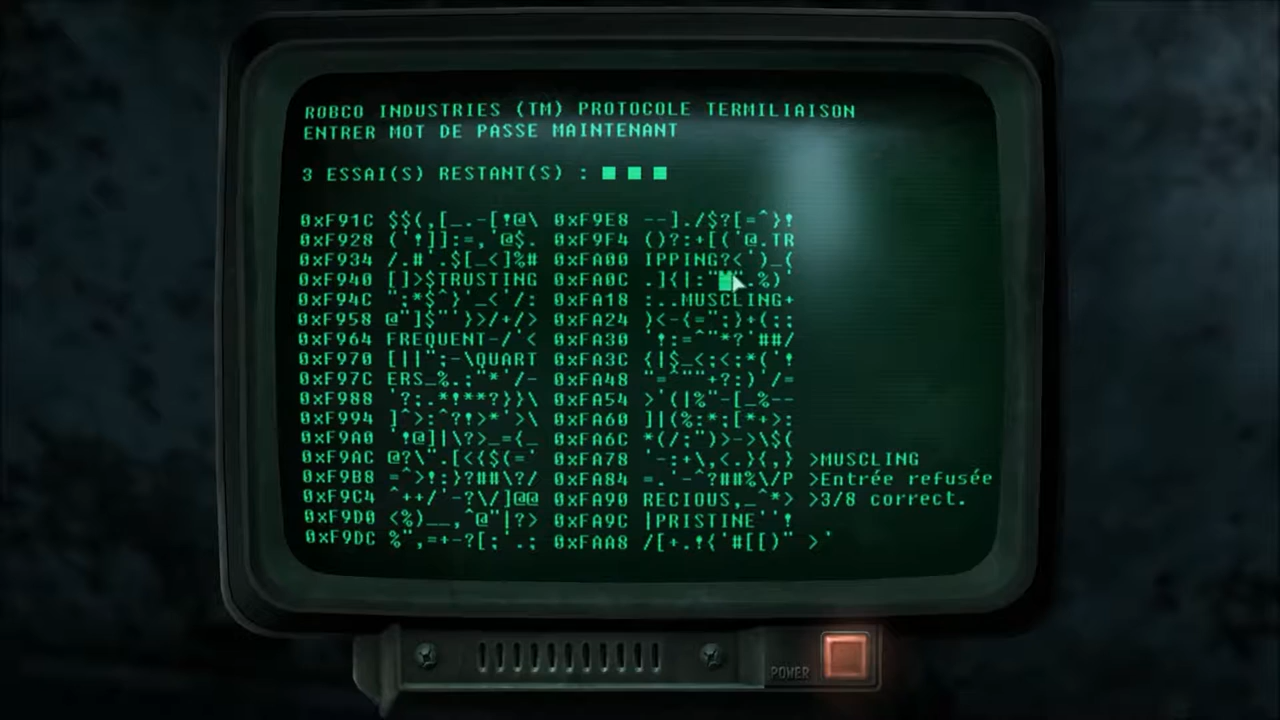 ROBCO INDUSTRIES (TM) PROTOCOLE TERMILIAISON
ENTRER MOT DE PASSE MAINTENANT
3 ESSAI(S) RESTANT(S) : ■ ■ ■
0xF91C $$(,[_.-[!@\ 0xF9E8 --]./$?[=^}!
0xF928 ('!]]:=,'@$. 0xF9F4 ()?:+[('@.TR
0xF934 /.#'.$[_<]%# 0xFA00 IPPING?<')_(
0xF940 []>$TRUSTING 0xFA0C .]{|:"■".%)'
0xF94C ";*$^}'_<'/: 0xFA18 :..MUSCLING+
0xF958 @"]$"'}>/+/> 0xFA24 )<-{=";}+(;;
0xF964 FREQUENT-/'< 0xFA30 '!:=^"*?'##/
0xF970 [||";-\QUART 0xFA3C {|$_<;<;*('!
0xF97C ERS_%.;"*'/- 0xFA48 "=^""+?:)'/=
0xF988 '?;.*!**?}}\ 0xFA54 >'(|%"-[_%--
0xF994 ]^>:^?!>*'>\ 0xFA60 ]|(%:*;[*+>:
0xF9A0 '!@]|\?>_={_ 0xFA6C *(/;")>->\$(
0xF9AC @?\".[<{$(=' 0xFA78 '-:+\,<.}{,} >MUSCLING
0xF9B8 =^>!:}?##\?/ 0xFA84 =.'-^?##%\/P >Entrée refusée
0xF9C4 ^++/'-?\/]@@ 0xFA90 RECIOUS,_^*> >3/8 correct.
0xF9D0 <%)__,^@"|?> 0xFA9C |PRISTINE''!
0xF9DC %",=+-?[;'.; 0xFAA8 /[+.!{'#[[)" >'
POWER